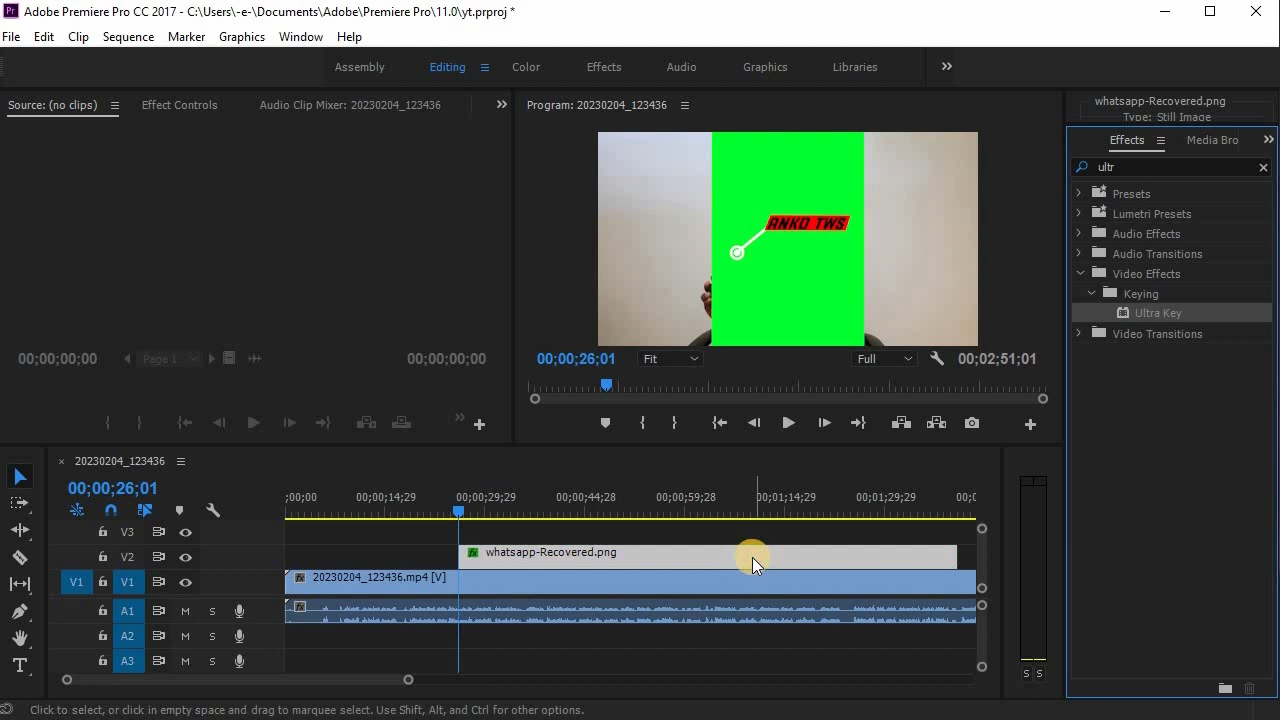 Adobe Premiere Pro CC 2017 - C:\Users\-e-\Documents\Adobe\Premiere Pro\11.0\yt.prproj *
File Edit Clip Sequence Marker Graphics Window Help
Assembly Editing Color Effects Audio Graphics Libraries
Source: (no clips) Effect Controls Audio Clip Mixer: 20230204_123436
Program: 20230204_123436
whatsapp-Recovered.png
Type: Still Image
Effects Media Bro
ultr
Presets
Lumetri Presets
Audio Effects
Audio Transitions
Video Effects
Keying
Ultra Key
Video Transitions
ANKO TWS
00;00;00;00 Page 1 00;00;00;00
00;00;26;01 Fit Full 00;02;51;01
20230204_123436
00;00;26;01
;00;00 00;00;14;29 00;00;29;29 00;00;44;28 00;00;59;28 00;01;14;29 00;01;29;29 00;0
V3
V2 whatsapp-Recovered.png
V1 V1 20230204_123436.mp4 [V]
A1 M S
A2 M S
A3 M S
S S
Click to select, or click in empty space and drag to marquee select. Use Shift, Alt, and Ctrl for other options.